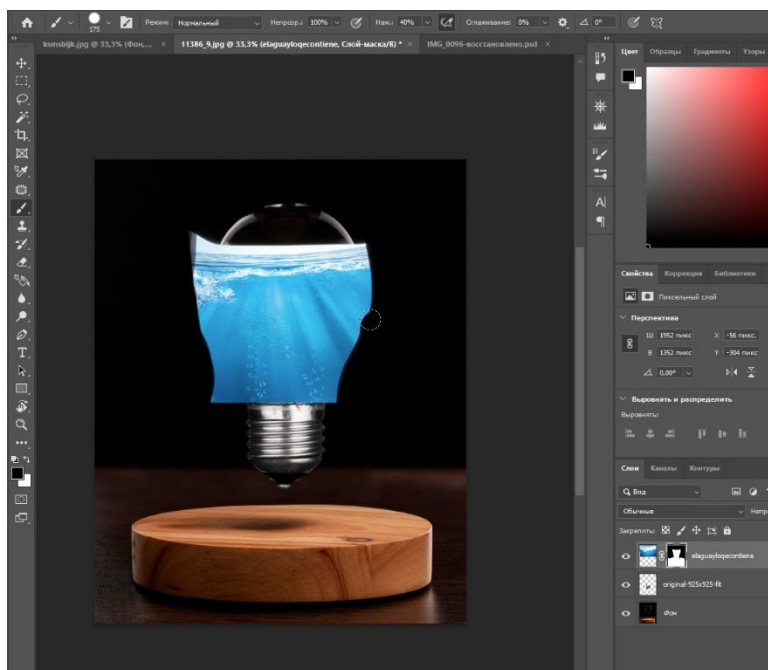 175 Режим: Нормальный Непрозр.: 100% Наж.: 40% Сглаживание: 0% 0°
ksmsbljk.jpg @ 33,3% (Фон,... × 11386_9.jpg @ 33,3% (elaguayloqecontiene, Слой-маска/8) * × IMG_0096-восстановлено.psd ×
Цвет Образцы Градиенты Узоры
Свойства Коррекция Библиотеки
Пиксельный слой
Перспектива
Ш 1952 пикс X -56 пикс.
В 1352 пикс Y -304 пикс
0,00°
Выровнять и распределить
Выровнять:
Слои Каналы Контуры
Вид
Обычные Непр
Закрепить:
elaguayloqecontiene
original-925x925-fit
Фон